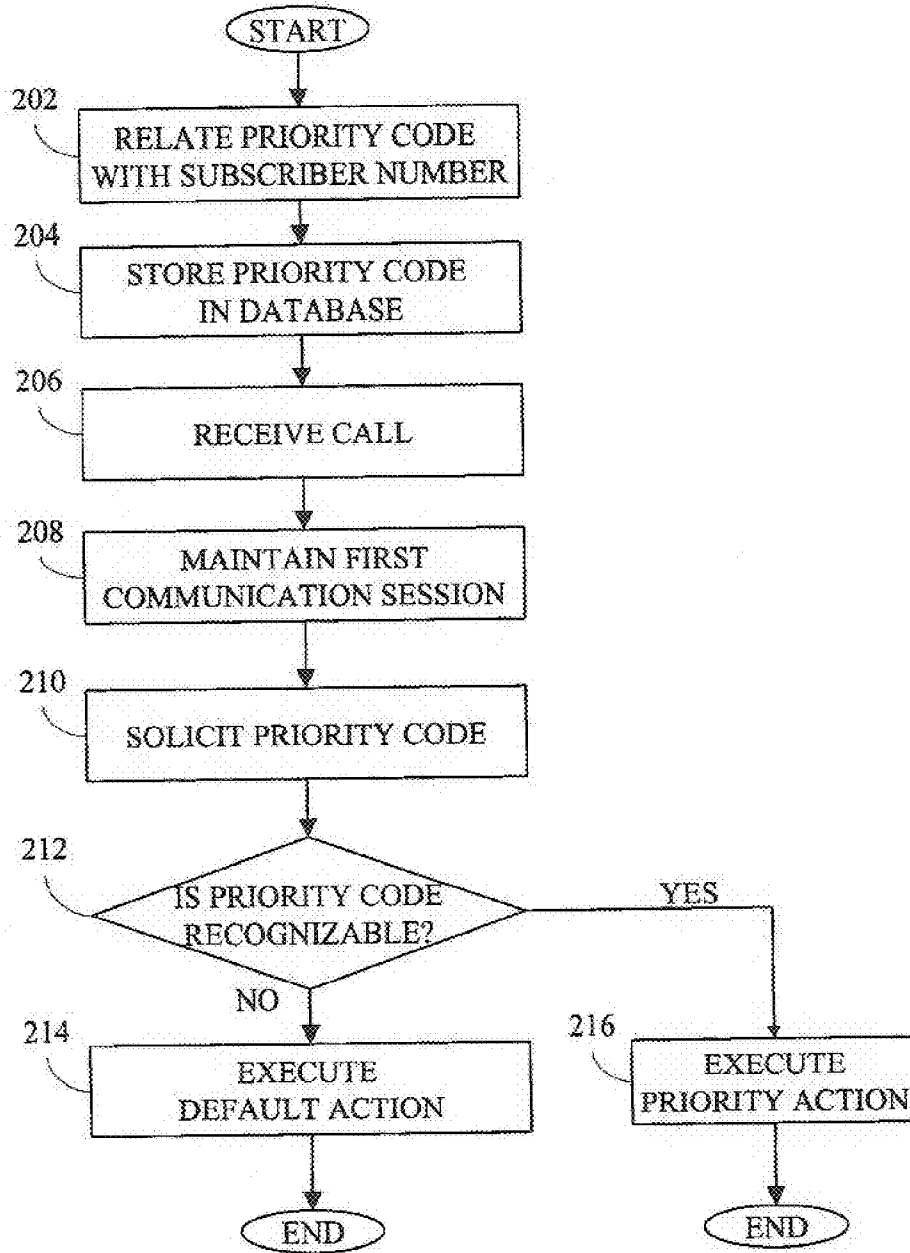 START
202
RELATE PRIORITY CODE
WITH SUBSCRIBER NUMBER
204
STORE PRIORITY CODE
IN DATABASE
206
RECEIVE CALL
208
MAINTAIN FIRST
COMMUNICATION SESSION
210
SOLICIT PRIORITY CODE
212
IS PRIORITY CODE
RECOGNIZABLE?
YES
NO
214
EXECUTE
DEFAULT ACTION
216
EXECUTE
PRIORITY ACTION
END
END